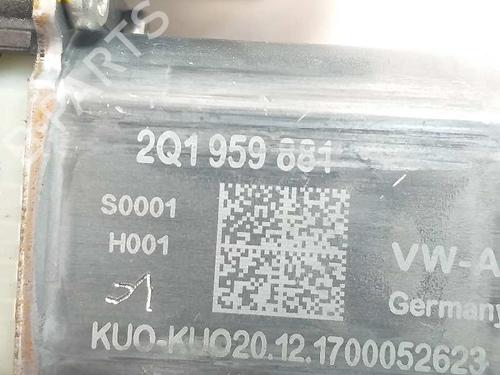 2Q1 959 881
S0001
H001
VW-A
Germany
KUO-KUO20.12.1700052623